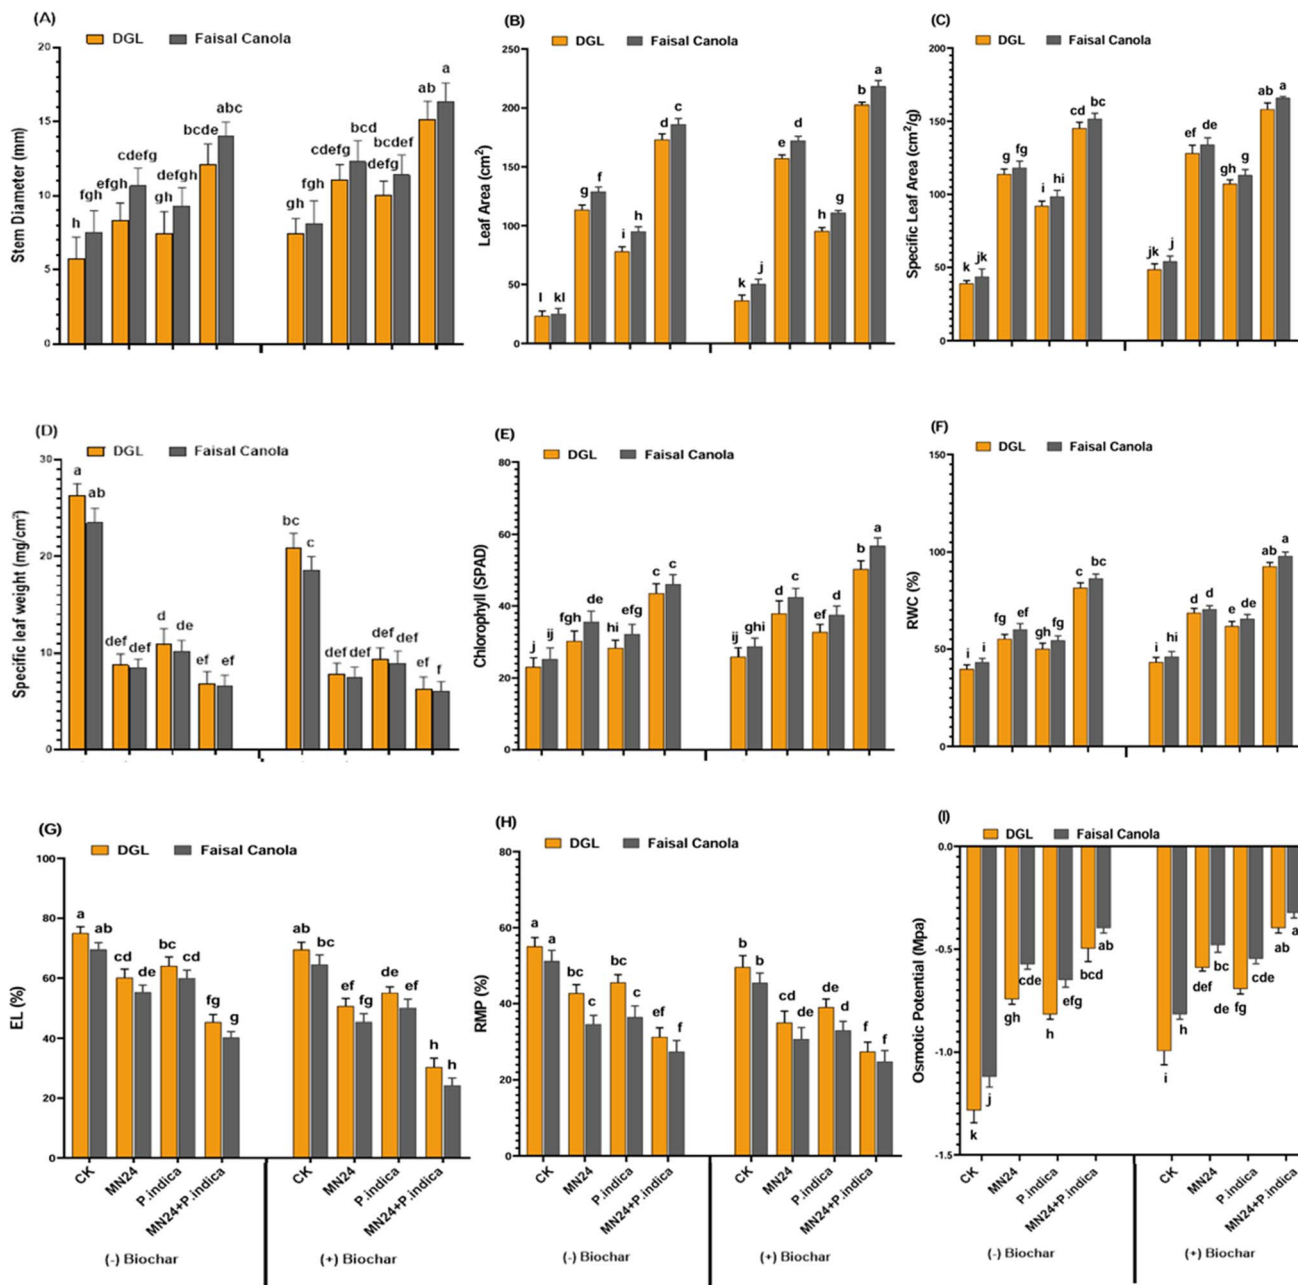 (A)
DGL Faisal Canola
Stem Diameter (mm)
20
15
10
5
0
h fgh efgh cdefg gh defgh bcde abc gh fgh cdefg bcd defg bcdef ab a
(B)
DGL Faisal Canola
Leaf Area (cm²)
250
200
150
100
50
0
l kl g f i h d c k j e d h g b a
(C)
DGL Faisal Canola
Specific Leaf Area (cm²/g)
200
150
100
50
0
k jk g fg i hi cd bc jk j ef de gh g ab a
(D)
DGL Faisal Canola
Specific leaf weight (mg/cm²)
30
20
10
0
a ab def def d de ef ef bc c def def def def ef f
(E)
DGL Faisal Canola
Chlorophyll (SPAD)
80
60
40
20
0
j ij fgh de hi efg c c ij ghi d c ef d b a
(F)
DGL Faisal Canola
RWC (%)
150
100
50
0
i i fg ef gh fg c bc i hi d d e de ab a
(G)
DGL Faisal Canola
EL (%)
100
80
60
40
20
0
a ab cd de bc cd fg g ab bc ef fg de ef h h
CK MN24 P.indica MN24+P.indica
(-) Biochar (+) Biochar
(H)
DGL Faisal Canola
RMP (%)
80
60
40
20
0
a a bc c bc c ef f b b cd de de d f f
CK MN24 P.indica MN24+P.indica CK MN24 P.indica MN24+P.indica
(-) Biochar (+) Biochar
(I)
DGL Faisal Canola
Osmotic Potential (Mpa)
0.0
-0.5
-1.0
-1.5
k j gh cde h efg bcd ab i h def bc de fg cde ab a
CK MN24 P.indica MN24+P.indica CK MN24 P.indica MN24+P.indica
(-) Biochar (+) Biochar